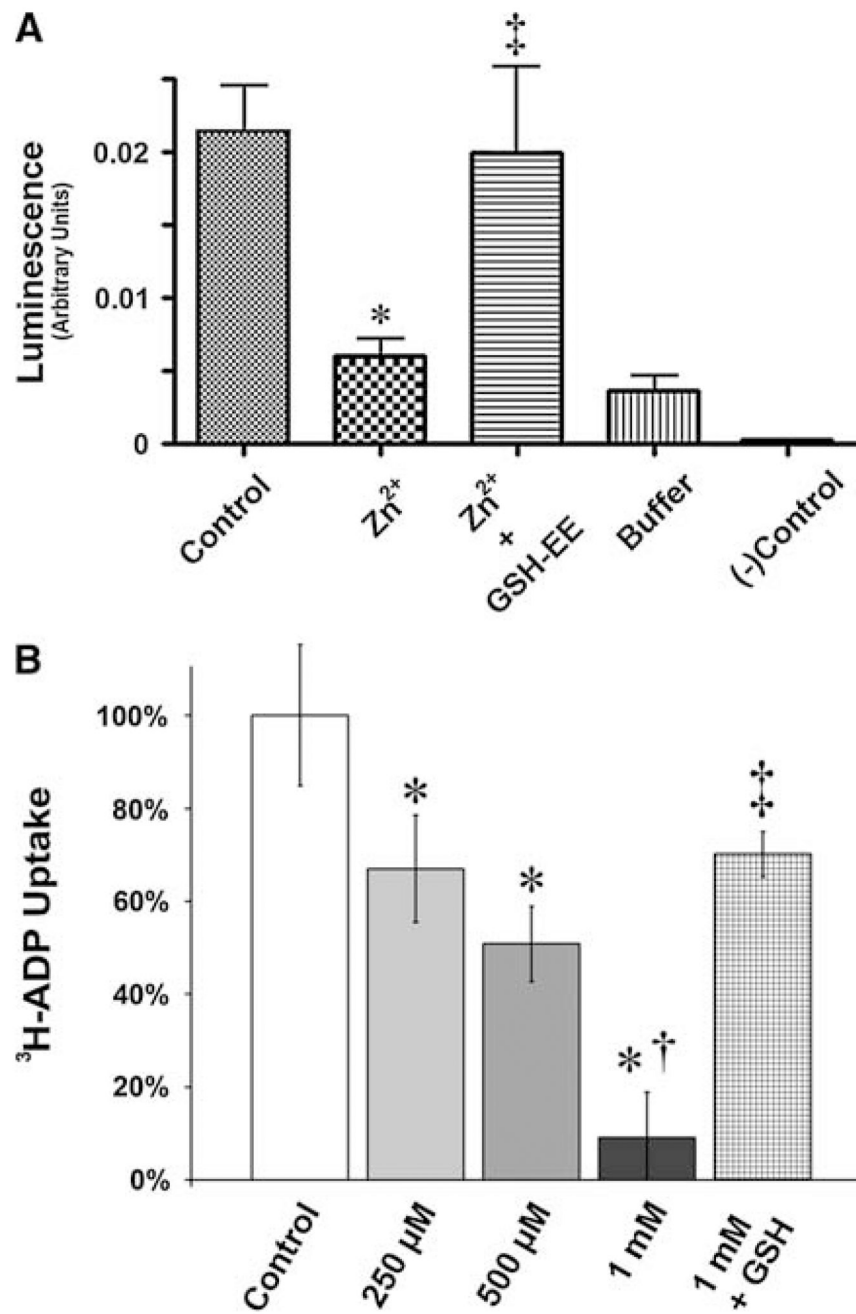 A
Luminescence
(Arbitrary Units)
0.02
0.01
0
*
‡
Control
Zn²⁺
Zn²⁺
+
GSH-EE
Buffer
(-)Control
B
³H-ADP Uptake
100%
80%
60%
40%
20%
0%
*
*
*†
‡
Control
250 µM
500 µM
1 mM
1 mM
+ GSH